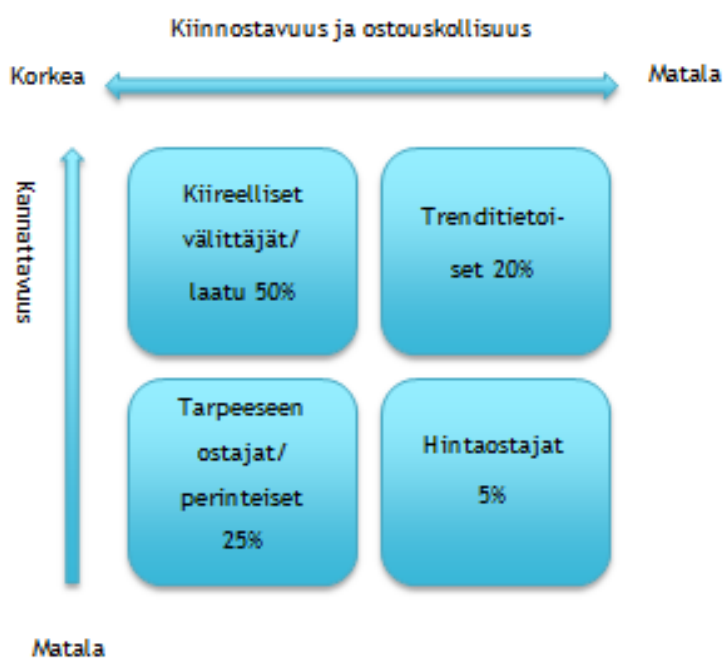 Kiinnostavuus ja ostouskollisuus
Korkea
Matala
Kannattavuus
Kiireelliset
välittäjät/
laatu 50%
Trenditietoi-
set 20%
Tarpeeseen
ostajat/
perinteiset
25%
Hintaostajat
5%
Matala